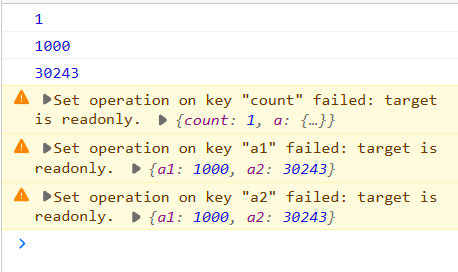 1
1000
30243
Set operation on key "count" failed: target
is readonly. {count: 1, a: {…}}
Set operation on key "a1" failed: target is
readonly. {a1: 1000, a2: 30243}
Set operation on key "a2" failed: target is
readonly. {a1: 1000, a2: 30243}